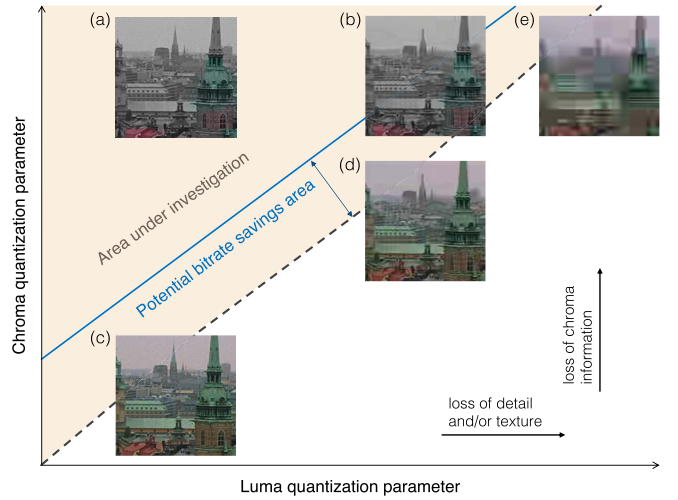 (a)
(b)
(e)
(d)
(c)
Chroma quantization parameter
Area under investigation
Potential bitrate savings area
loss of chroma
information
loss of detail
and/or texture
Luma quantization parameter